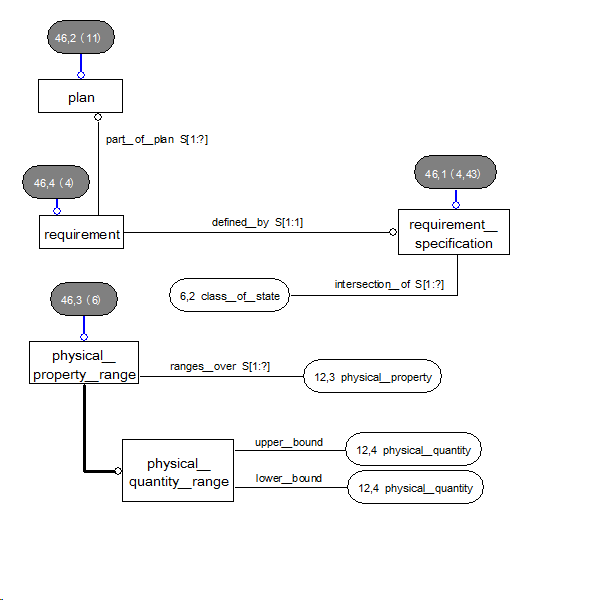 46,2 (11)
plan
part__of__plan S[1:?]
46,4 (4)
46,1 (4,43)
requirement
defined__by S[1:1]
requirement__
specification
intersection__of S[1:?]
6,2 class__of__state
46,3 (6)
physical__
property__range
ranges__over S[1:?]
12,3 physical__property
physical__
quantity__range
upper__bound
12,4 physical__quantity
lower__bound
12,4 physical__quantity